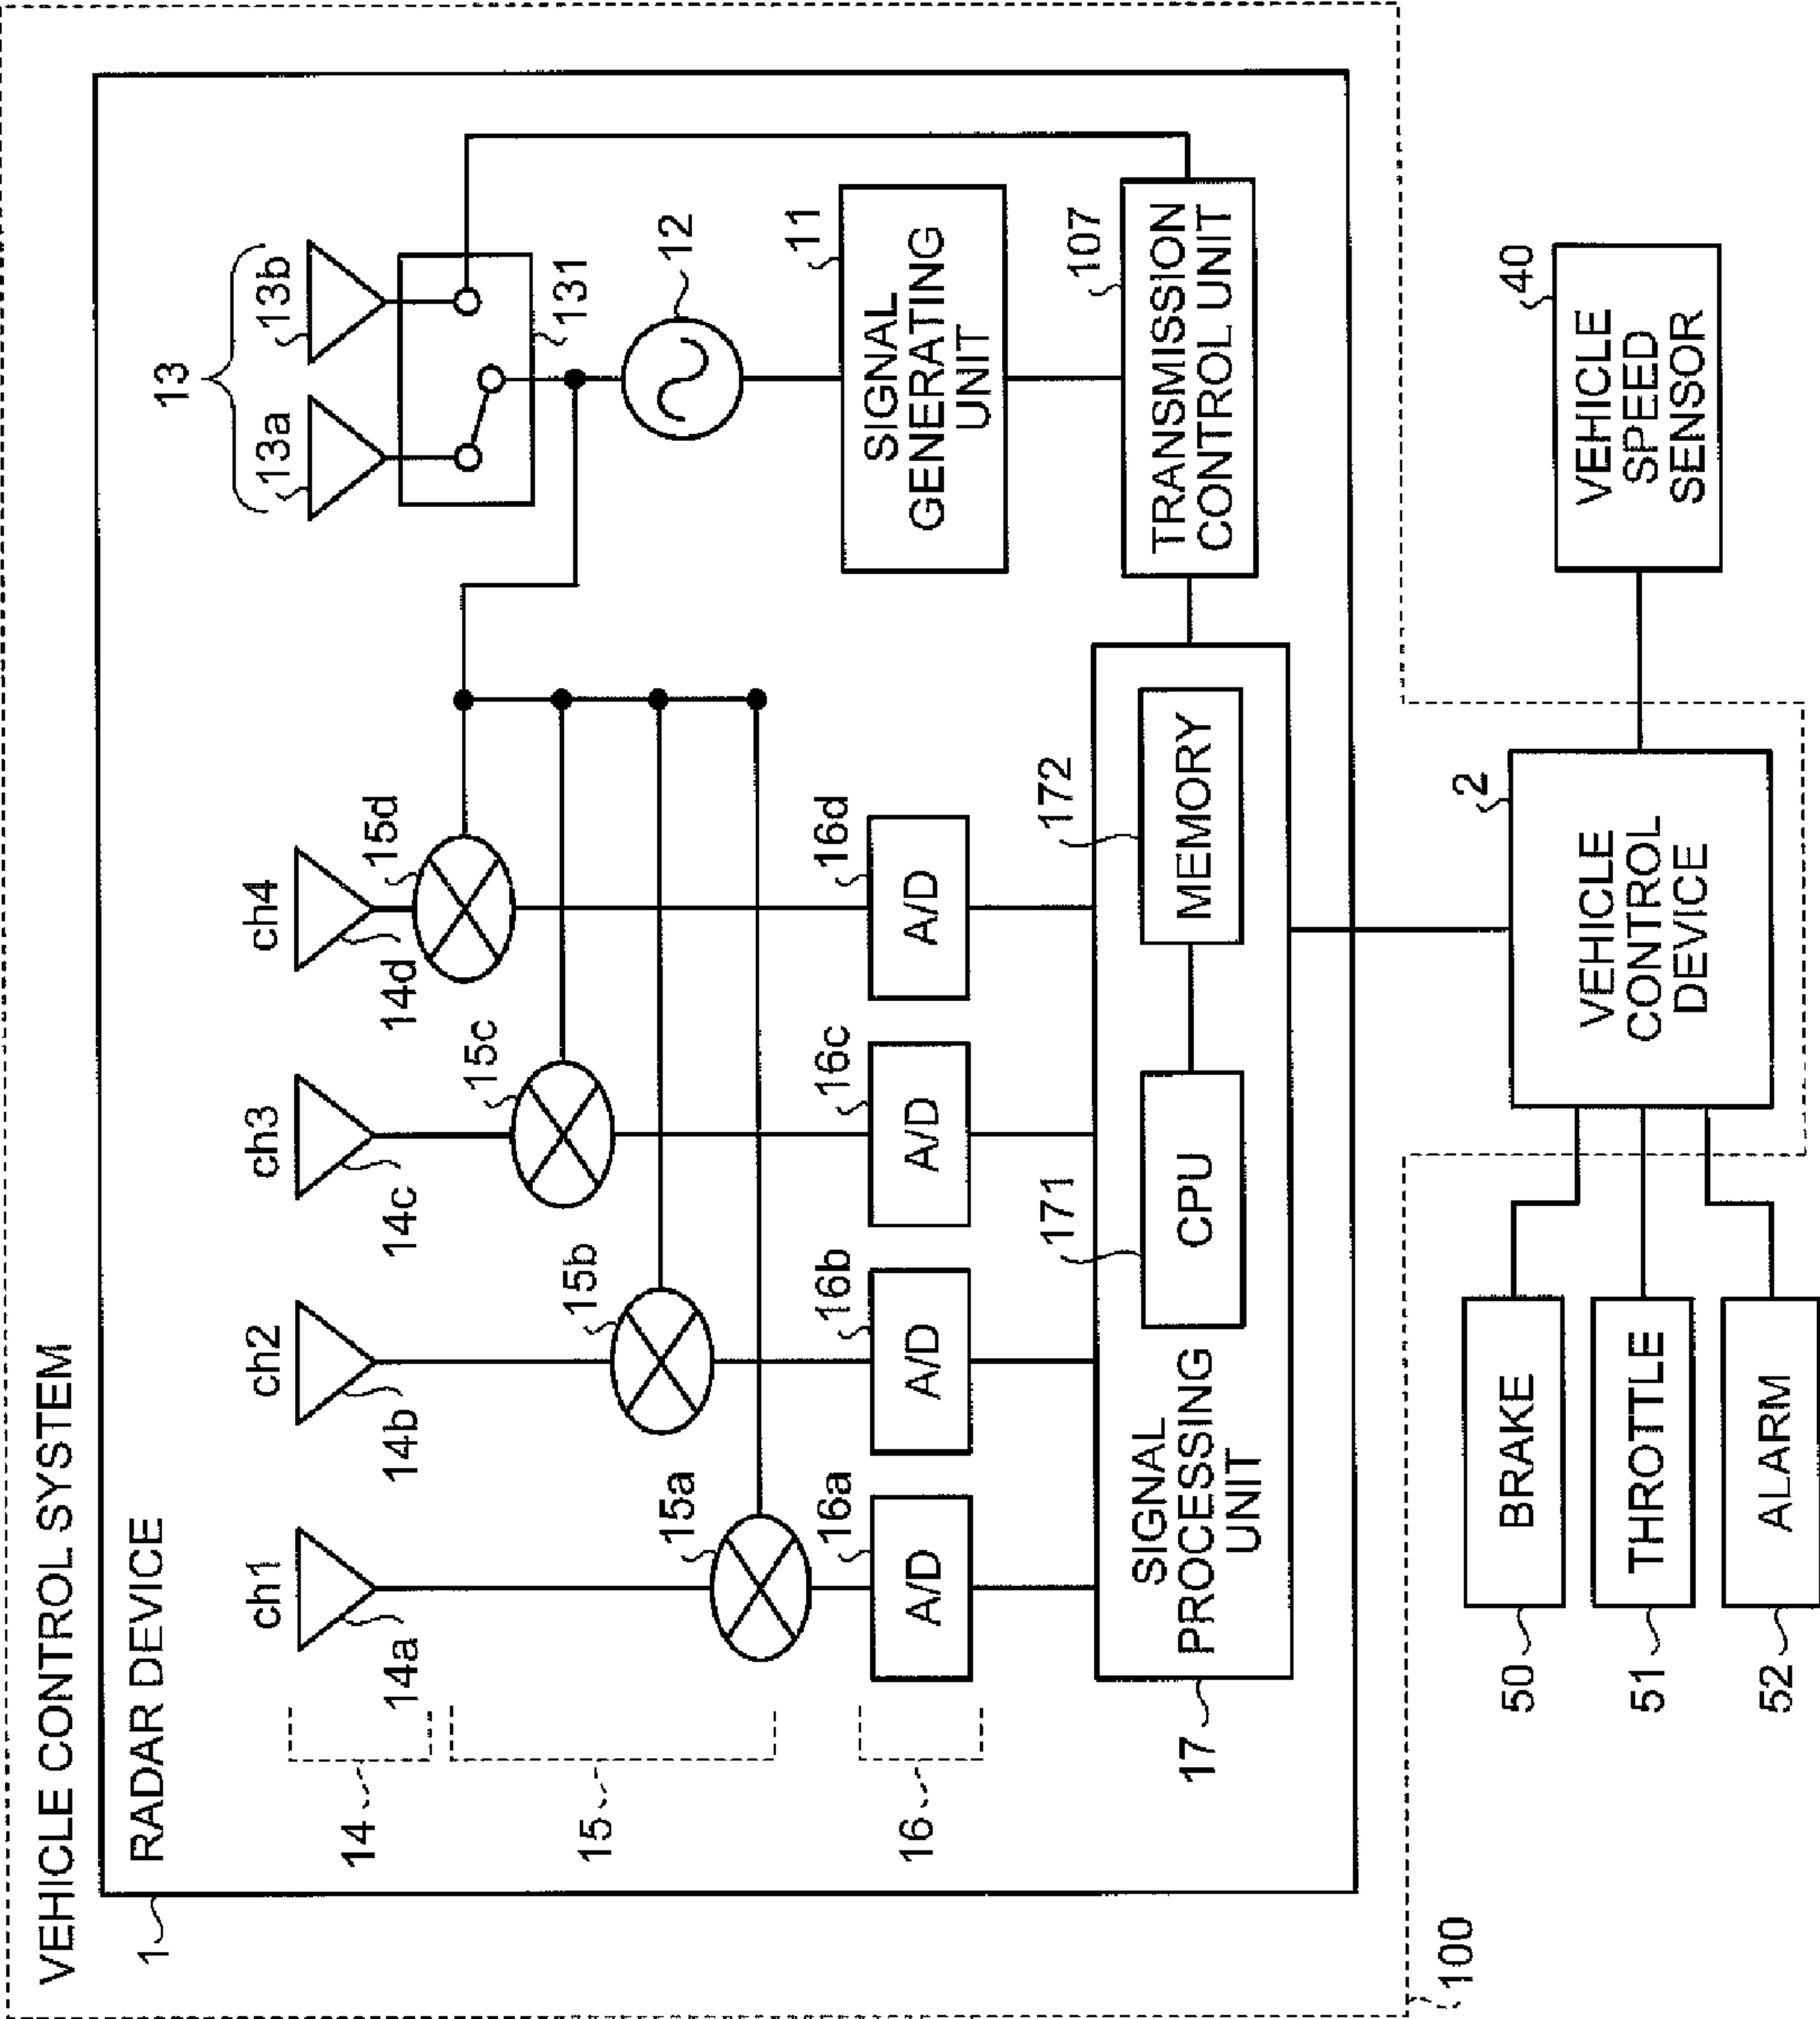 VEHICLE CONTROL SYSTEM
1
RADAR DEVICE
13
13a
13b
ch1
ch2
ch3
ch4
14
14a
14b
14c
14d
131
12
15
15a
15b
15c
15d
11
SIGNAL
GENERATING
UNIT
16
16a
A/D
16b
A/D
16c
A/D
16d
A/D
17
SIGNAL
PROCESSING
UNIT
171
CPU
172
MEMORY
107
TRANSMISSION
CONTROL UNIT
100
2
VEHICLE
CONTROL
DEVICE
40
VEHICLE
SPEED
SENSOR
50
BRAKE
51
THROTTLE
52
ALARM